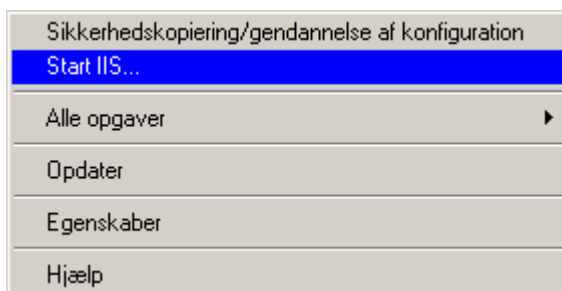 Sikkerhedskopiering/gendannelse af konfiguration
Start IIS...
Alle opgaver
Opdater
Egenskaber
Hjælp